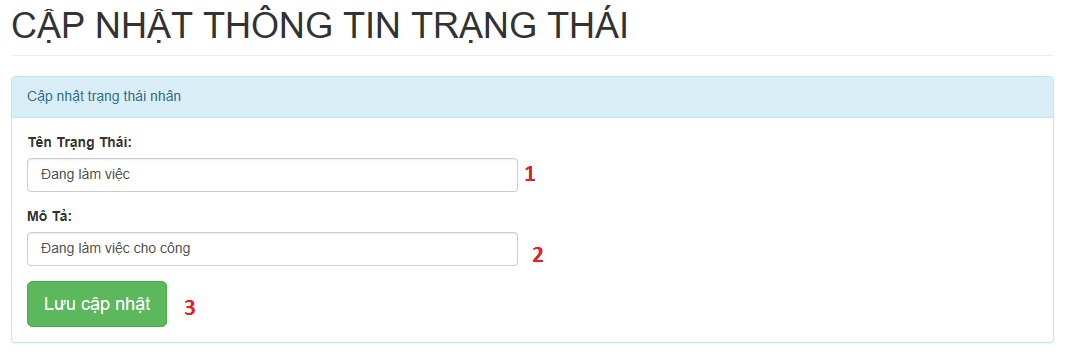 CẬP NHẬT THÔNG TIN TRẠNG THÁI
Cập nhật trạng thái nhân
Tên Trạng Thái:
Đang làm việc 1
Mô Tả:
Đang làm việc cho công 2
Lưu cập nhật 3